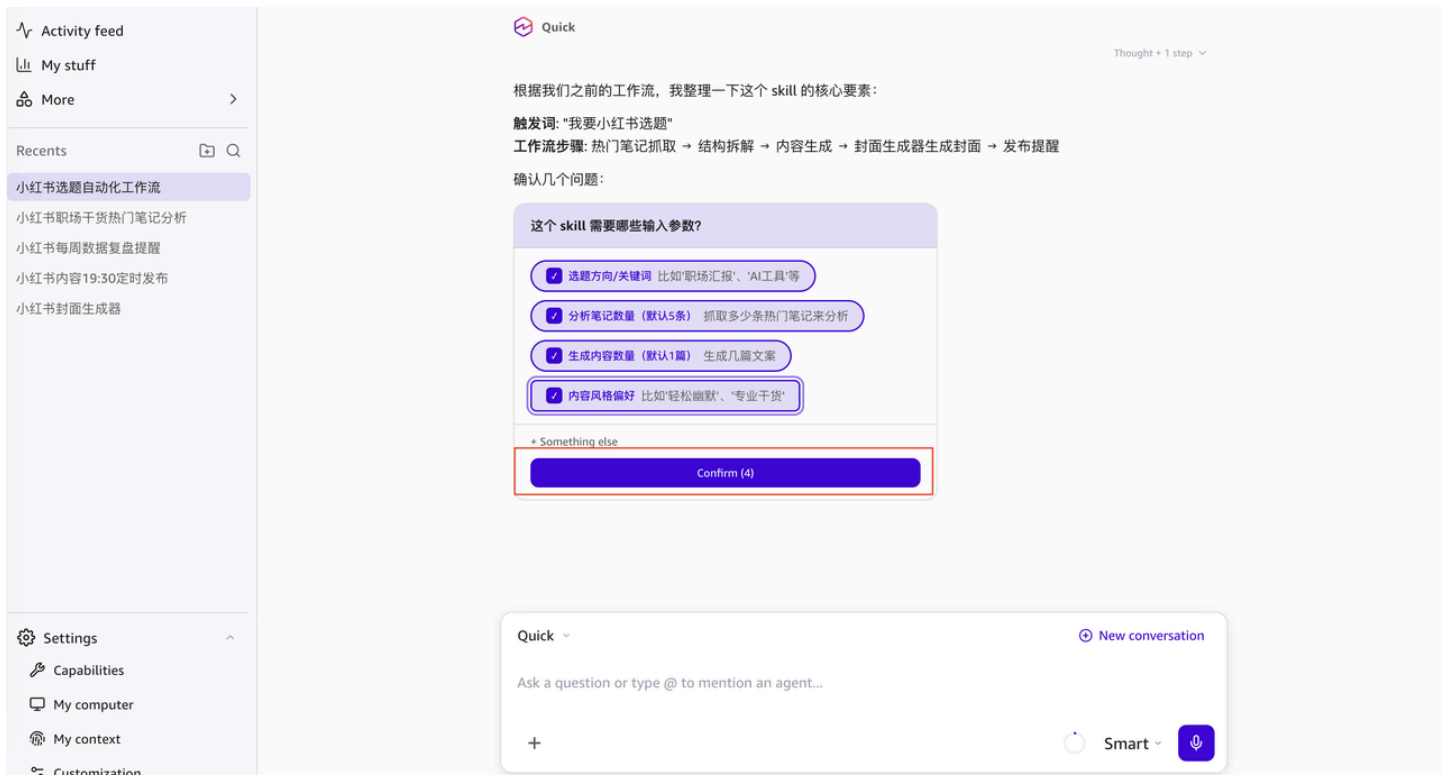 Activity feed
My stuff
More
Recents
小红书选题自动化工作流
小红书职场干货热门笔记分析
小红书每周数据复盘提醒
小红书内容19:30定时发布
小红书封面生成器
Settings
Capabilities
My computer
My context
Customization
Quick
Thought + 1 step
根据我们之前的工作流，我整理一下这个 skill 的核心要素：
触发词: "我要小红书选题"
工作流步骤: 热门笔记抓取 → 结构拆解 → 内容生成 → 封面生成器生成封面 → 发布提醒
确认几个问题：
这个 skill 需要哪些输入参数？
选题方向/关键词 比如'职场汇报'、'AI工具'等
分析笔记数量（默认5条） 抓取多少条热门笔记来分析
生成内容数量（默认1篇） 生成几篇文案
内容风格偏好 比如'轻松幽默'、'专业干货'
+ Something else
Confirm (4)
Quick
New conversation
Ask a question or type @ to mention an agent...
Smart